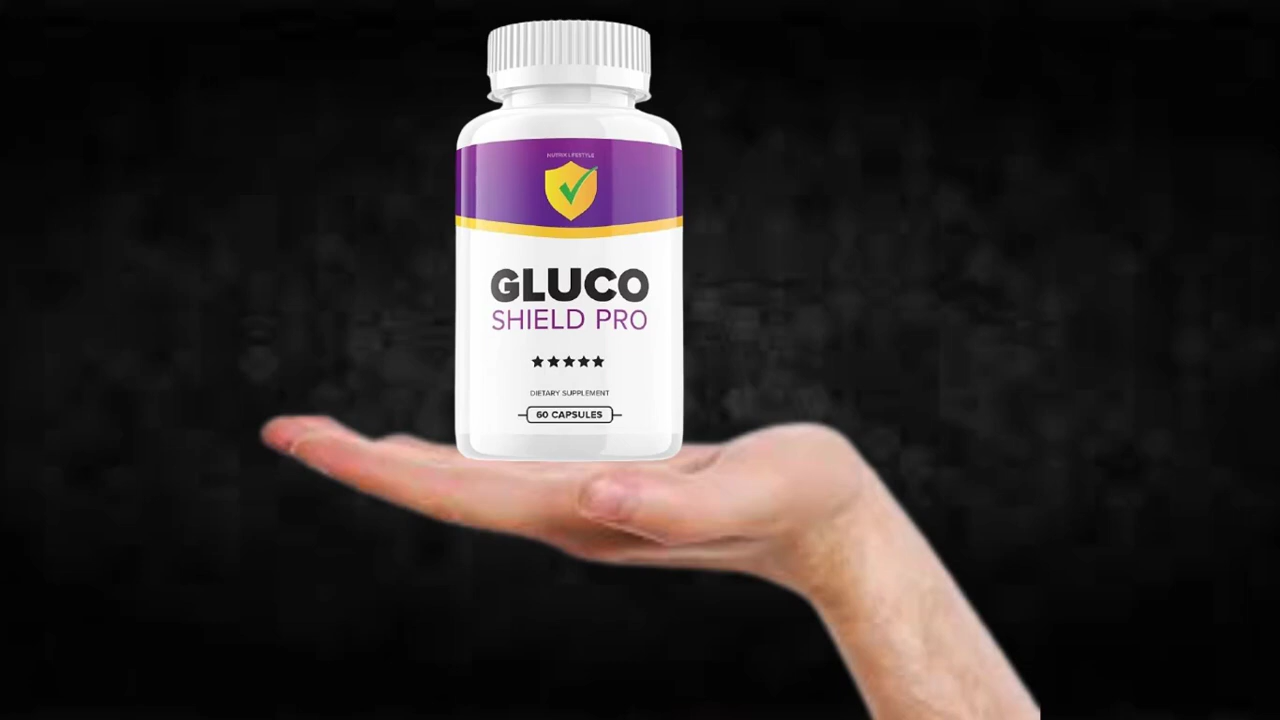 NUTRIX LIFESTYLE
GLUCO
SHIELD PRO
★★★★★
DIETARY SUPPLEMENT
60 CAPSULES